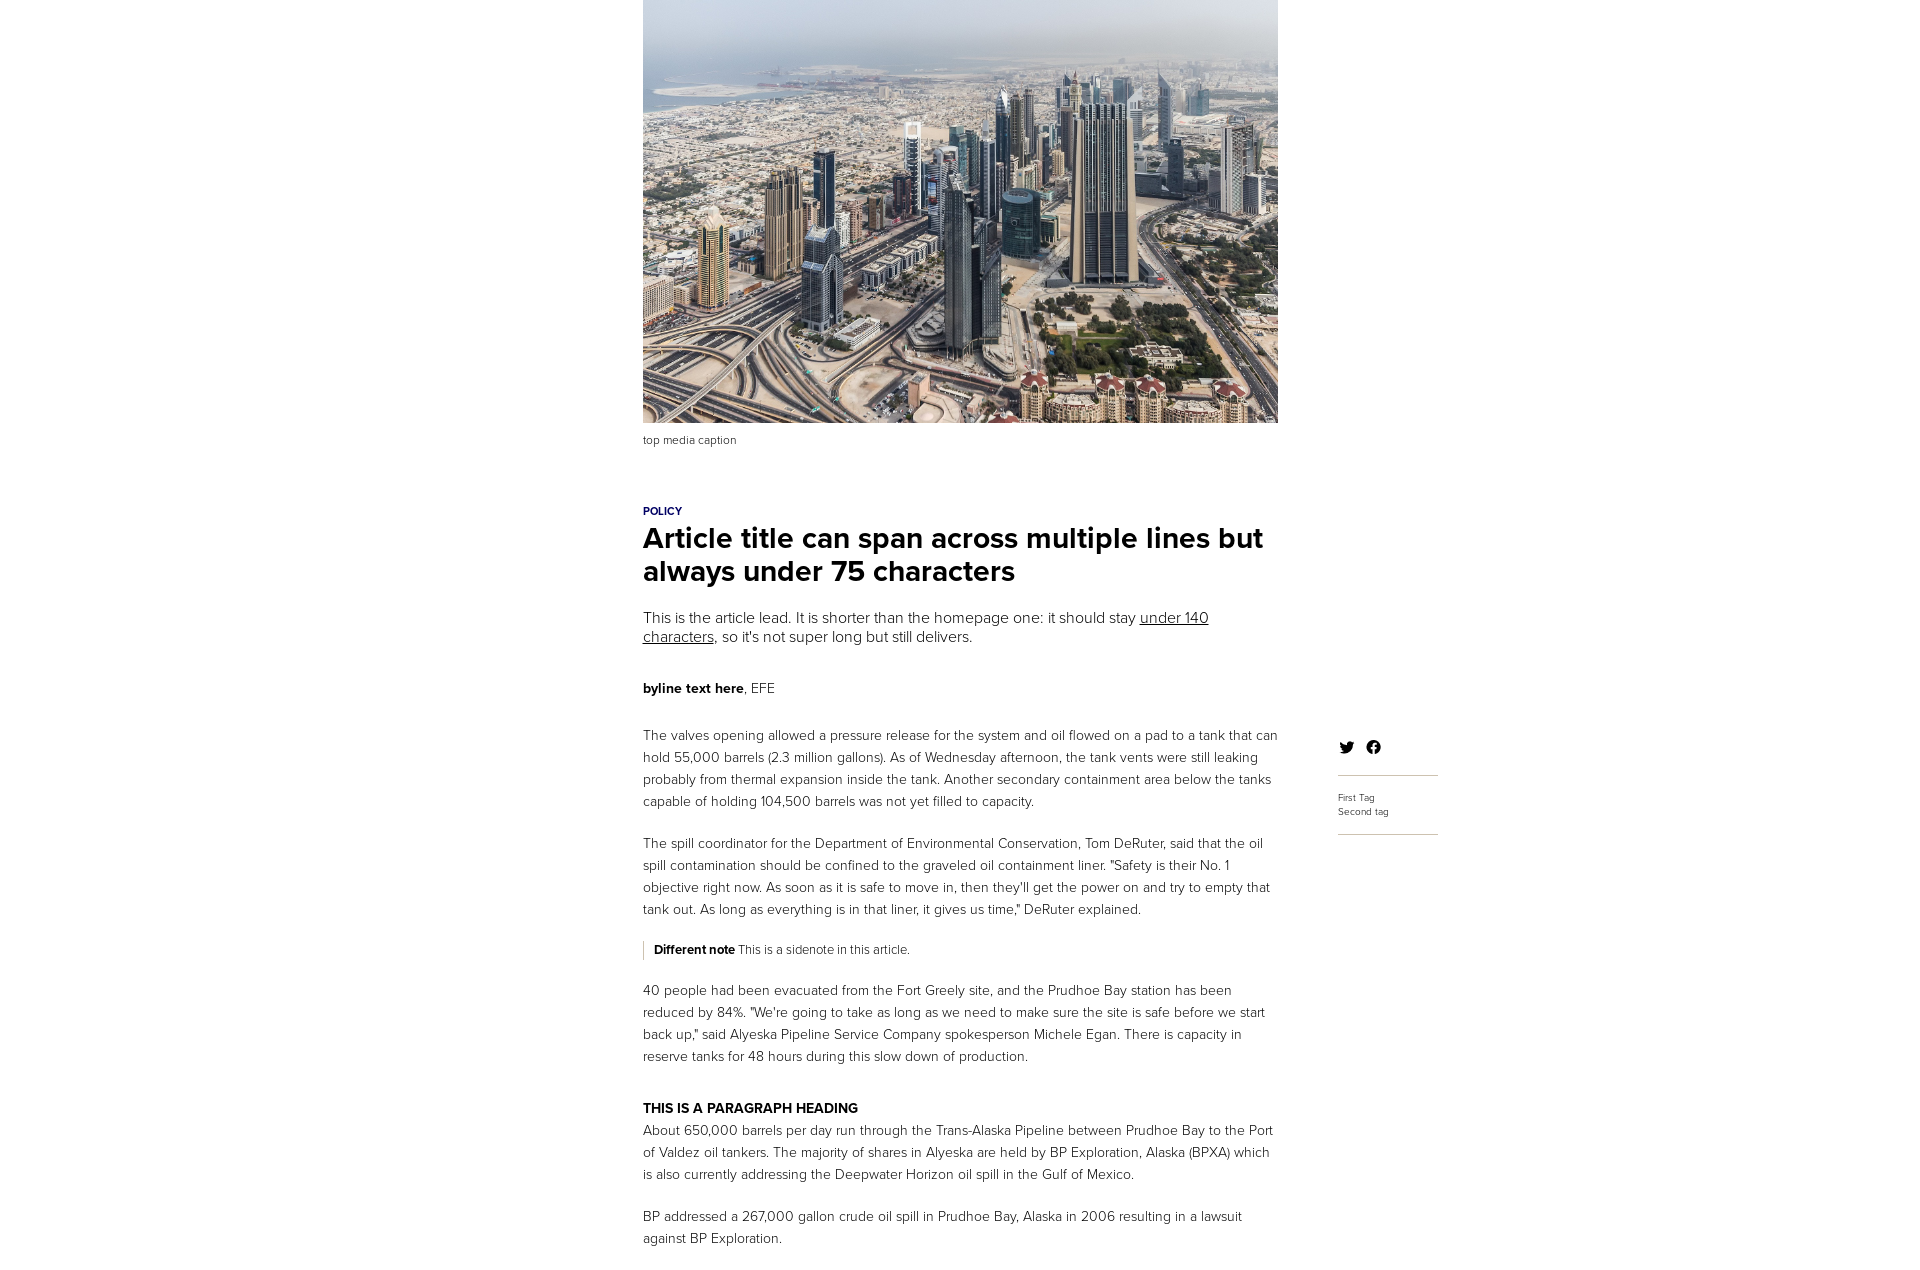 top media caption
POLICY
Article title can span across multiple lines but
always under 75 characters
This is the article lead. It is shorter than the homepage one: it should stay under 140
characters, so it's not super long but still delivers.
byline text here, EFE
The valves opening allowed a pressure release for the system and oil flowed on a pad to a tank that can
hold 55,000 barrels (2.3 million gallons). As of Wednesday afternoon, the tank vents were still leaking
probably from thermal expansion inside the tank. Another secondary containment area below the tanks
capable of holding 104,500 barrels was not yet filled to capacity.
First Tag
Second tag
The spill coordinator for the Department of Environmental Conservation, Tom DeRuter, said that the oil
spill contamination should be confined to the graveled oil containment liner. "Safety is their No. 1
objective right now. As soon as it is safe to move in, then they'll get the power on and try to empty that
tank out. As long as everything is in that liner, it gives us time," DeRuter explained.
Different note This is a sidenote in this article.
40 people had been evacuated from the Fort Greely site, and the Prudhoe Bay station has been
reduced by 84%. "We're going to take as long as we need to make sure the site is safe before we start
back up," said Alyeska Pipeline Service Company spokesperson Michele Egan. There is capacity in
reserve tanks for 48 hours during this slow down of production.
THIS IS A PARAGRAPH HEADING
About 650,000 barrels per day run through the Trans-Alaska Pipeline between Prudhoe Bay to the Port
of Valdez oil tankers. The majority of shares in Alyeska are held by BP Exploration, Alaska (BPXA) which
is also currently addressing the Deepwater Horizon oil spill in the Gulf of Mexico.
BP addressed a 267,000 gallon crude oil spill in Prudhoe Bay, Alaska in 2006 resulting in a lawsuit
against BP Exploration.